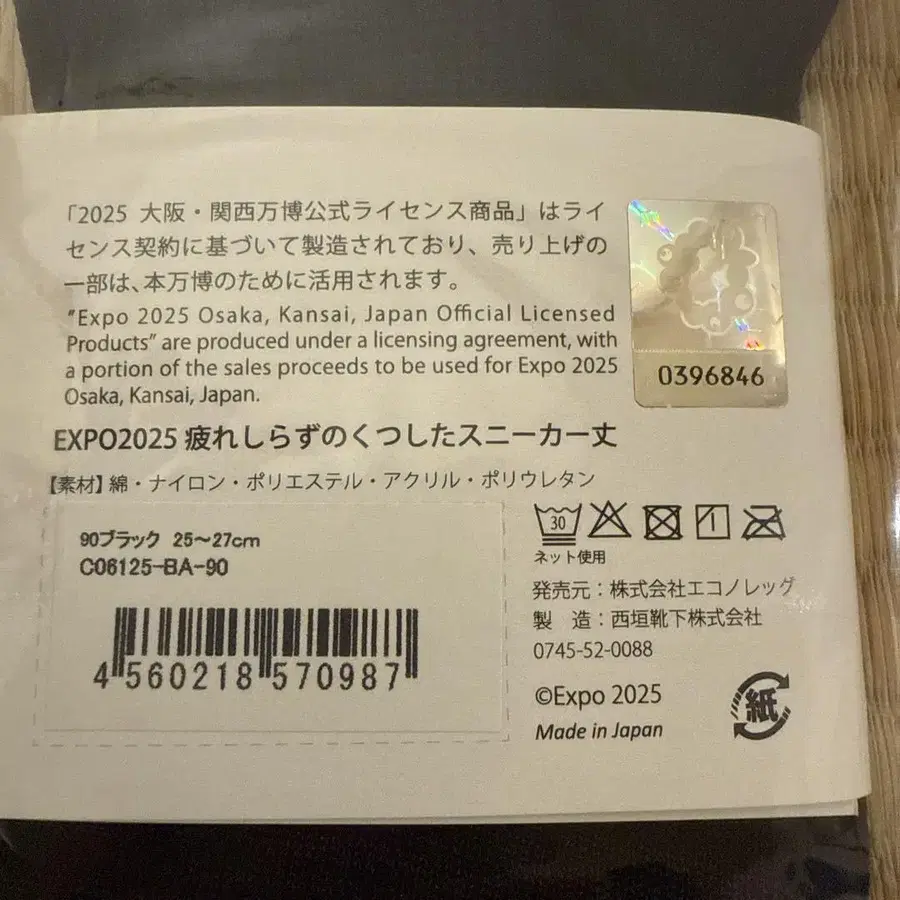 「2025 大阪・関西万博公式ライセンス商品」はライ
センス契約に基づいて製造されており、売り上げの
一部は、本万博のために活用されます。
"Expo 2025 Osaka, Kansai, Japan Official Licensed
Products" are produced under a licensing agreement, with
a portion of the sales proceeds to be used for Expo 2025
Osaka, Kansai, Japan.
0396846
EXPO2025 疲れしらずのくつしたスニーカー丈
【素材】綿・ナイロン・ポリエステル・アクリル・ポリウレタン
90ブラック 25～27cm
C06125-BA-90
4560218570987
30
ネット使用
発売元：株式会社エコノレッグ
製 造：西垣靴下株式会社
0745-52-0088
©Expo 2025
Made in Japan
紙